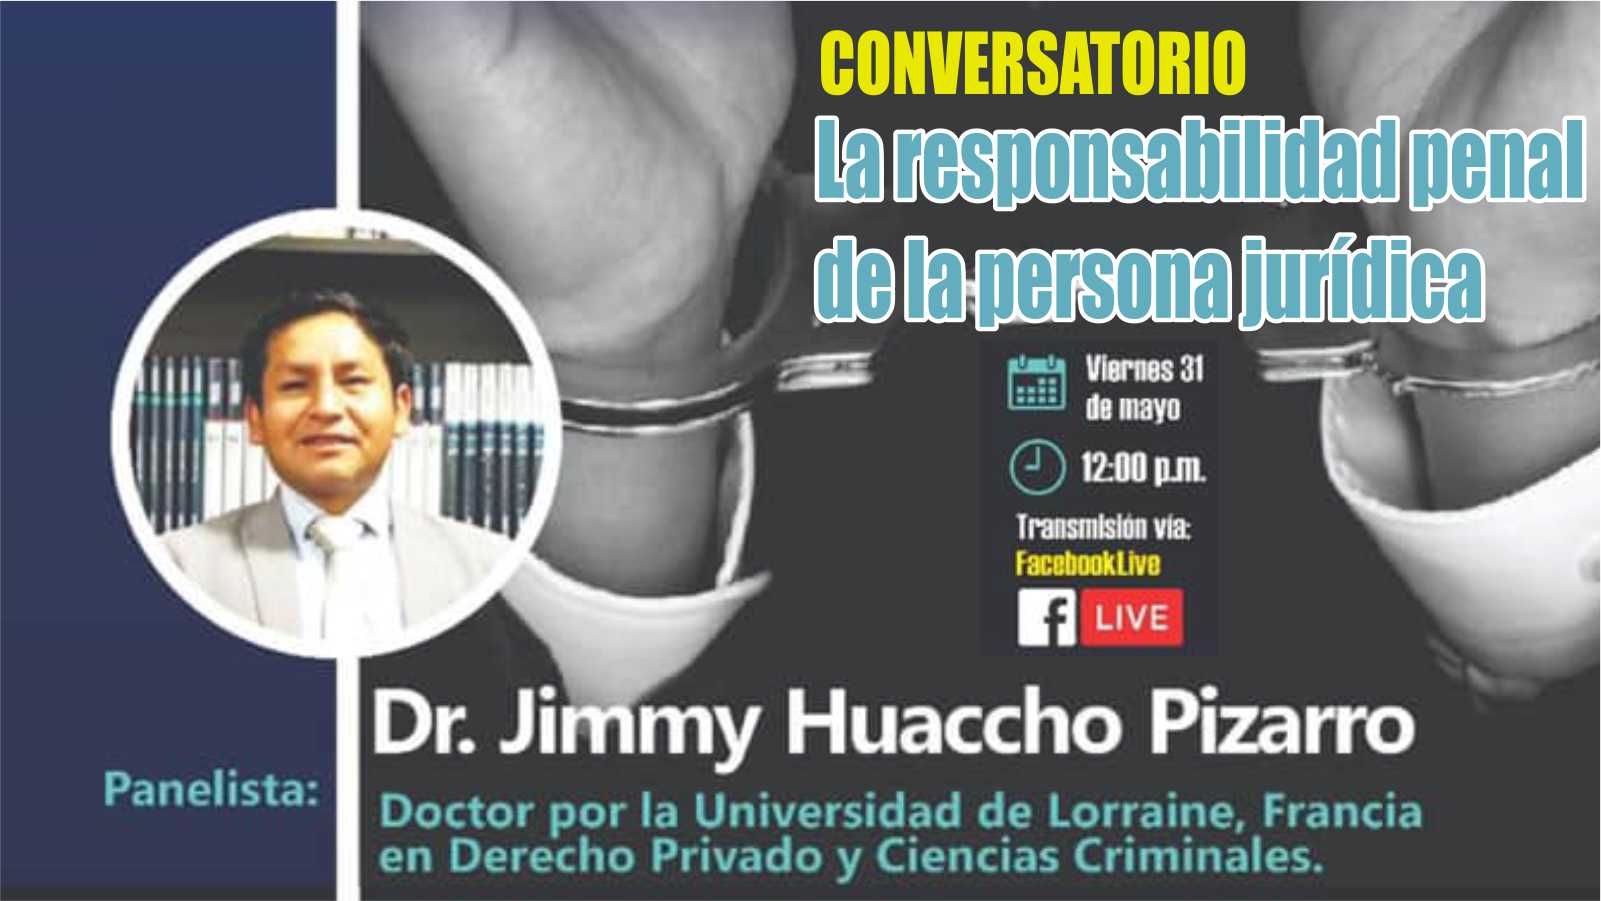 CONVERSATORIO
La responsabilidad penal
de la persona jurídica
Viernes 31
de mayo
12:00 p.m.
Transmisión vía:
FacebookLive
f LIVE
Dr. Jimmy Huaccho Pizarro
Panelista:
Doctor por la Universidad de Lorraine, Francia
en Derecho Privado y Ciencias Criminales.